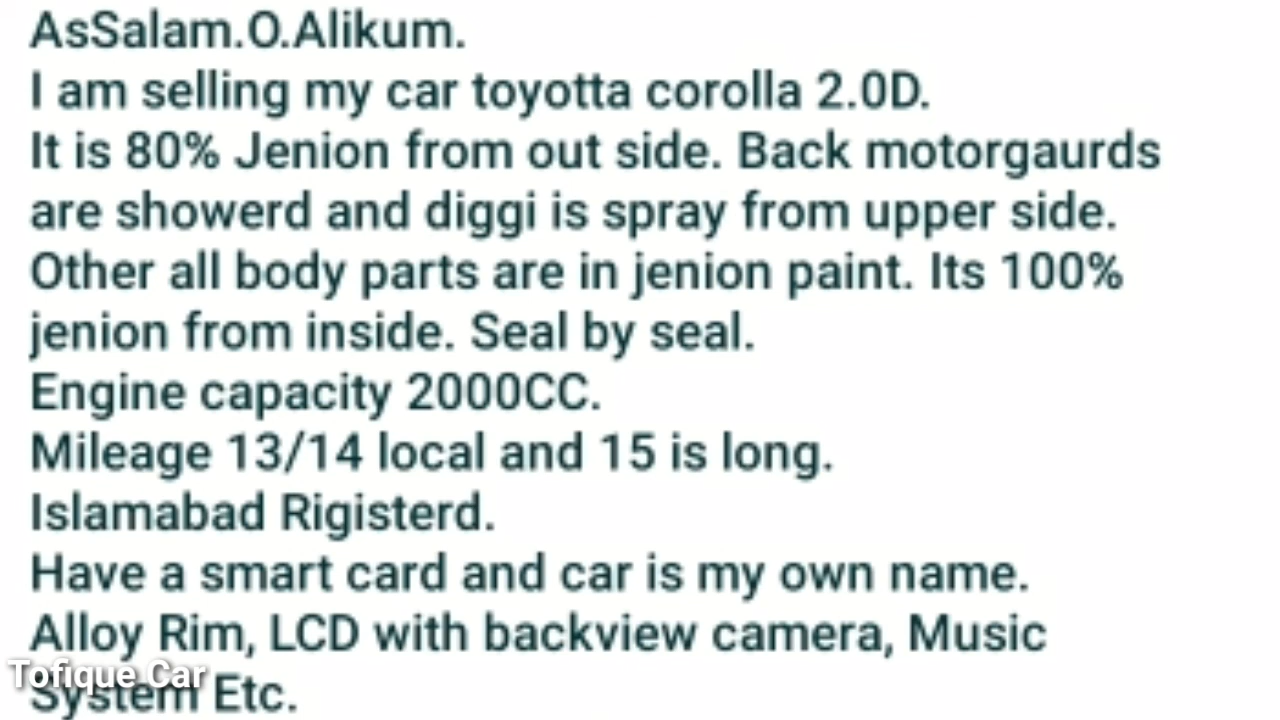 AsSalam.O.Alikum.
I am selling my car toyotta corolla 2.0D.
It is 80% Jenion from out side. Back motorgaurds
are showerd and diggi is spray from upper side.
Other all body parts are in jenion paint. Its 100%
jenion from inside. Seal by seal.
Engine capacity 2000CC.
Mileage 13/14 local and 15 is long.
Islamabad Rigisterd.
Have a smart card and car is my own name.
Alloy Rim, LCD with backview camera, Music
Tofique Car
System Etc.